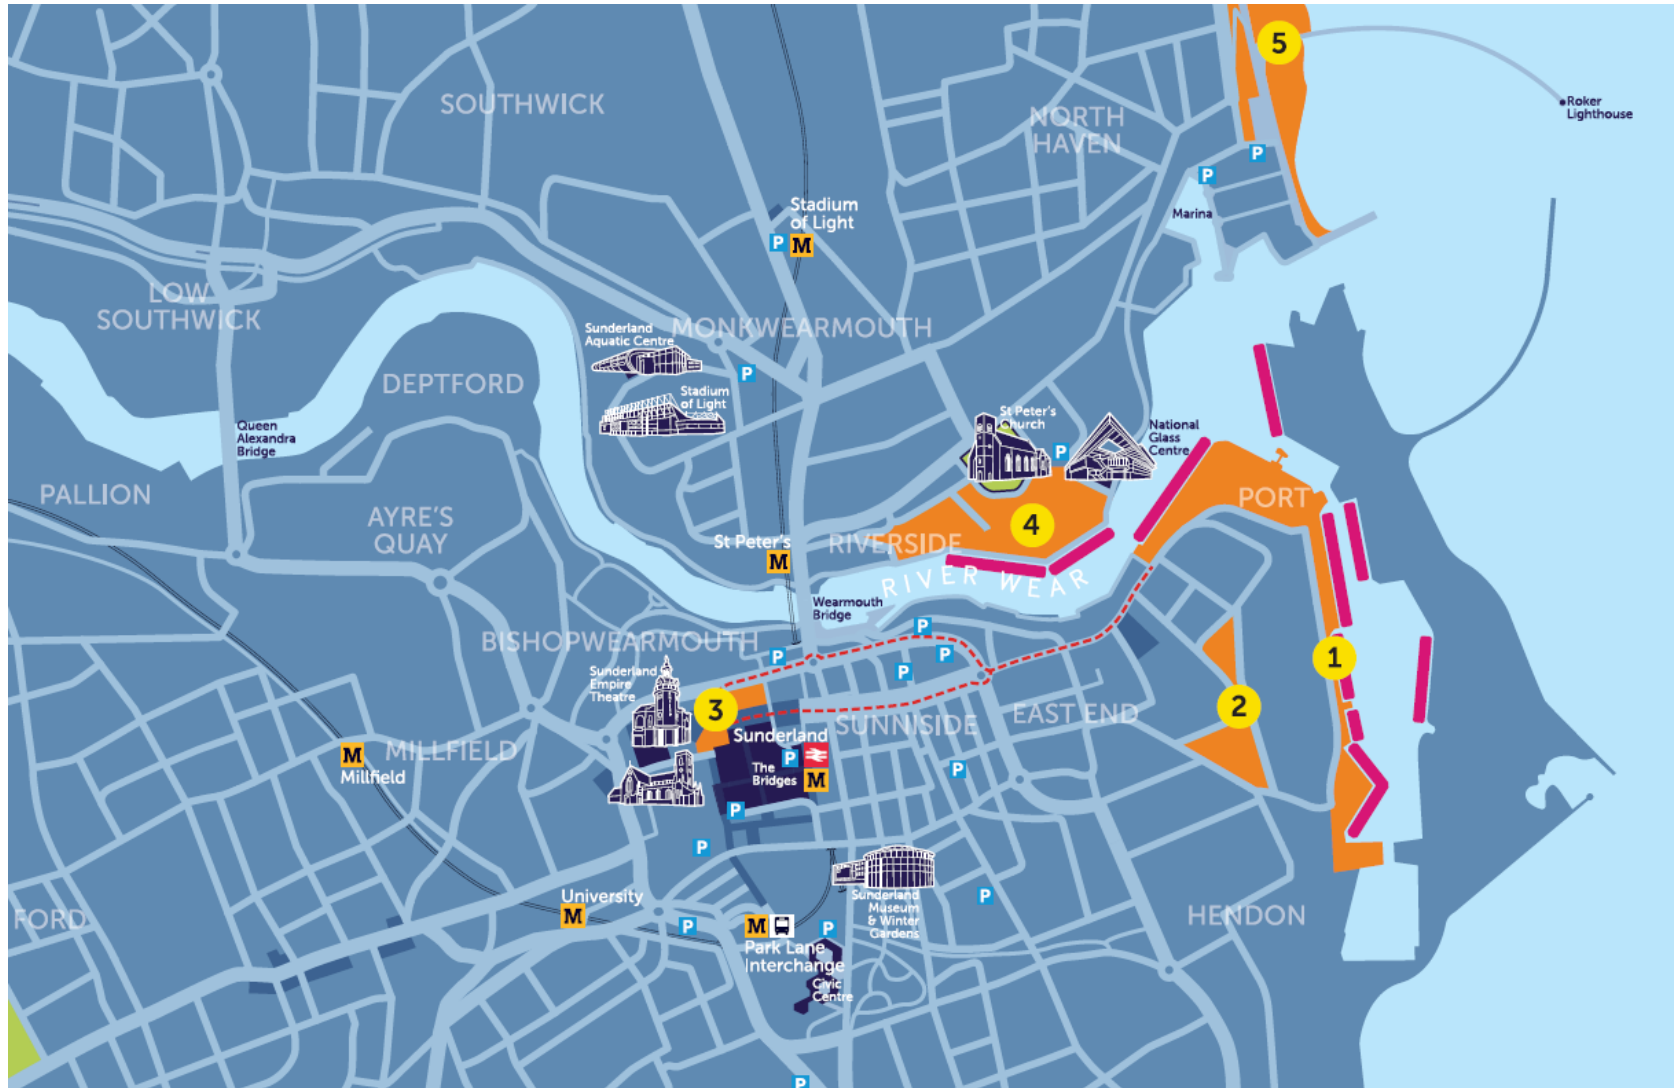 5
Roker
Lighthouse
SOUTHWICK
NORTH
HAVEN
P
P
Marina
Stadium
of Light
P M
LOW
SOUTHWICK
MONKWEARMOUTH
Sunderland
Aquatic Centre
P
DEPTFORD
Stadium
of Light
St Peter's
Church
National
Glass
Centre
P
Queen
Alexandra
Bridge
PALLION
AYRE'S
QUAY
PORT
4
St Peter's
M
RIVERSIDE
RIVER WEAR
Wearmouth
Bridge
P
BISHOPWEARMOUTH
P
P
P
1
Sunderland
Empire
Theatre
3
2
SUNNISIDE
EAST END
Sunderland
M
Millfield
MILLFIELD
P
The
Bridges
M
P
P
P
University
M
P
M
Park Lane
Interchange
P
Sunderland
Museum
& Winter
Gardens
P
FORD
HENDON
Civic
Centre
P